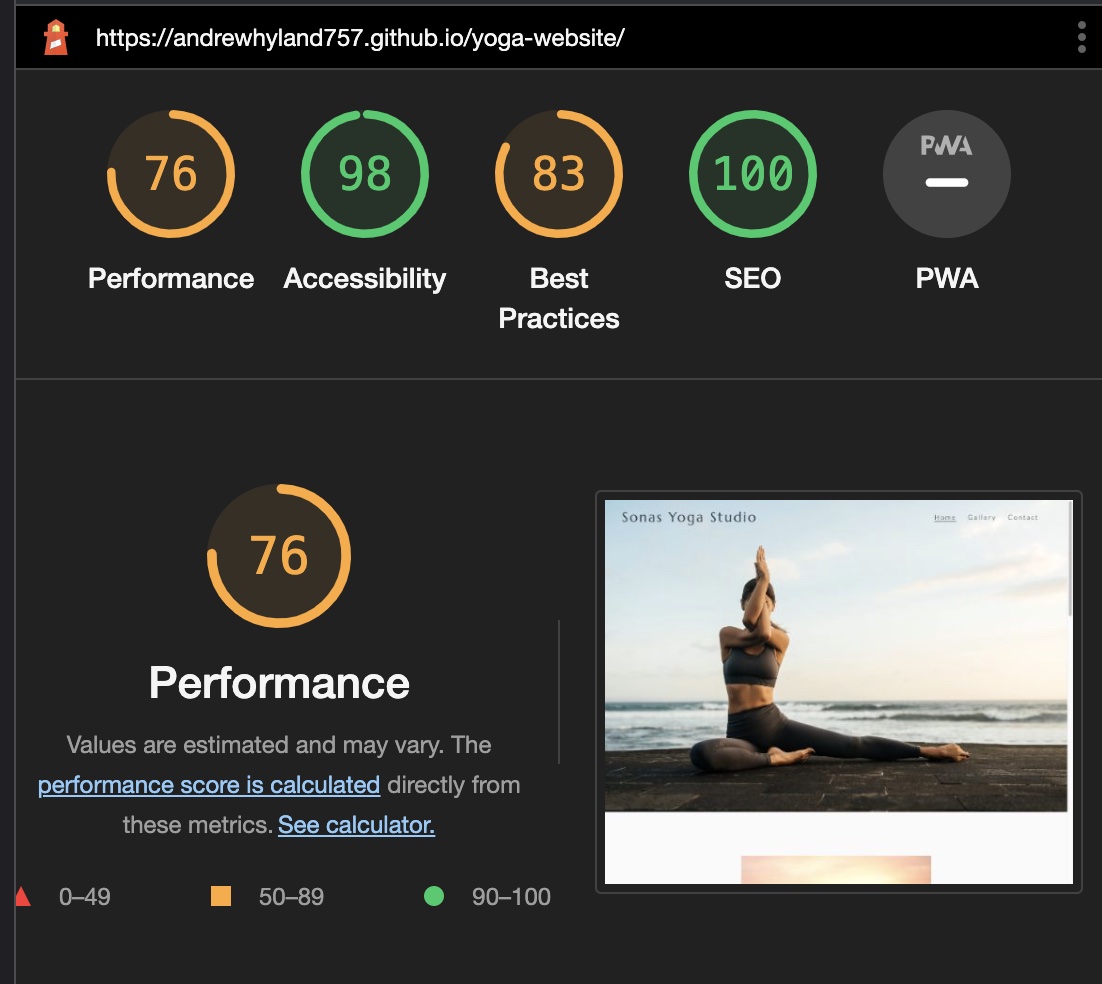 https://andrewhyland757.github.io/yoga-website/
76
98
83
100
PWA
Performance
Accessibility
Best
Practices
SEO
PWA
76
Performance
Values are estimated and may vary. The
performance score is calculated directly from
these metrics. See calculator.
0–49
50–89
90–100
Sonas Yoga Studio
Home Gallery Contact